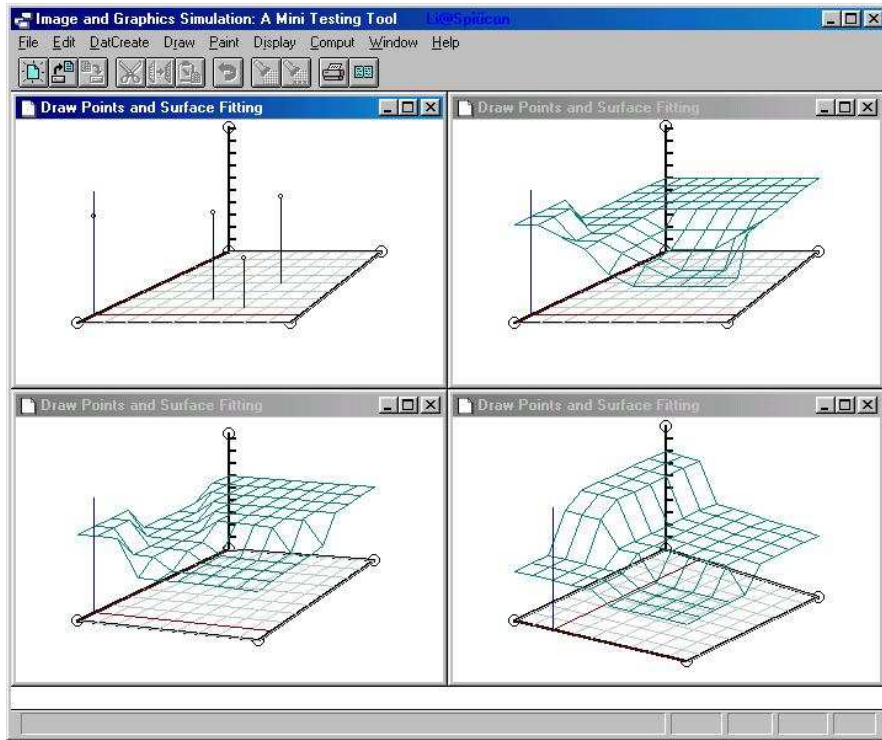 Image and Graphics Simulation: A Mini Testing Tool
File Edit DatCreate Draw Paint Display Comput Window Help
Draw Points and Surface Fitting
Draw Points and Surface Fitting
Draw Points and Surface Fitting
Draw Points and Surface Fitting